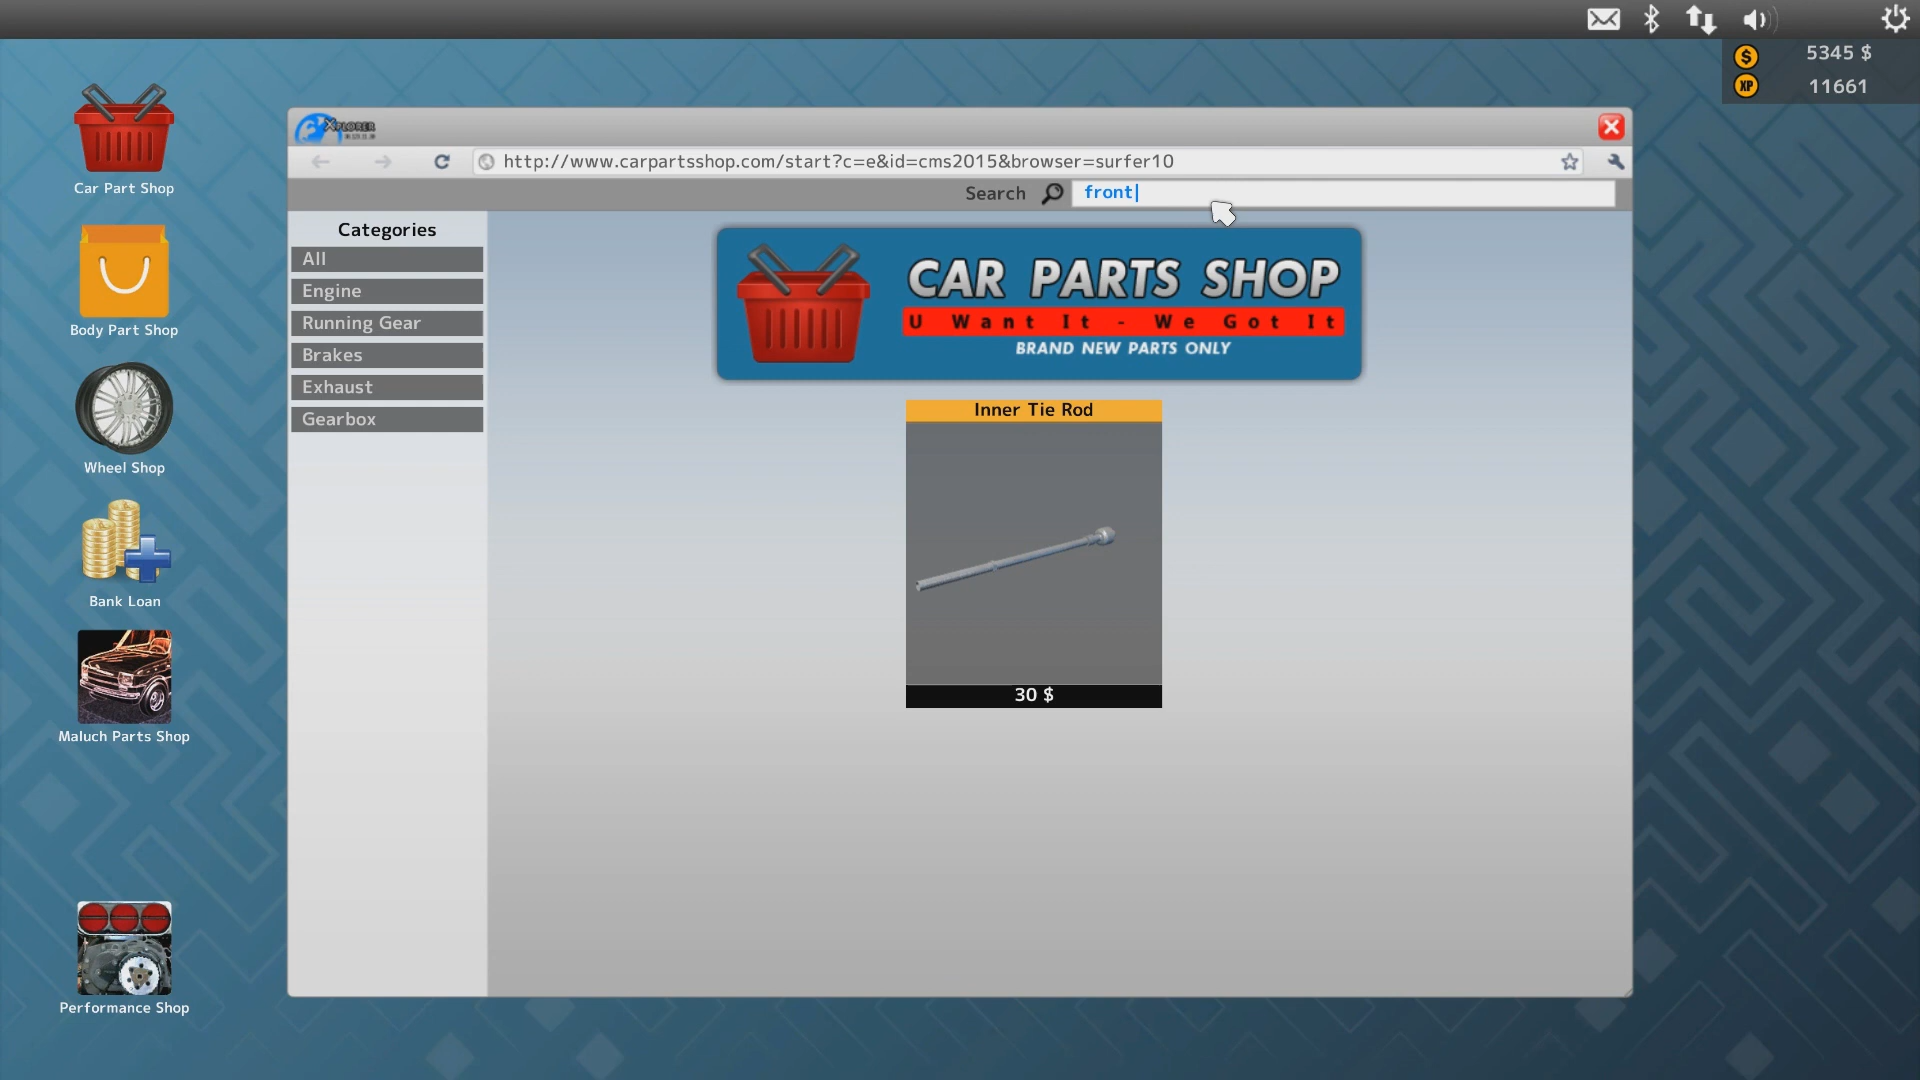 5345 $
XP
11661
Car Part Shop
Body Part Shop
Wheel Shop
Bank Loan
Maluch Parts Shop
Performance Shop
XPLORER
http://www.carpartsshop.com/start?c=e&id=cms2015&browser=surfer10
Search
front
Categories
All
Engine
Running Gear
Brakes
Exhaust
Gearbox
CAR PARTS SHOP
U Want It - We Got It
BRAND NEW PARTS ONLY
Inner Tie Rod
30 $